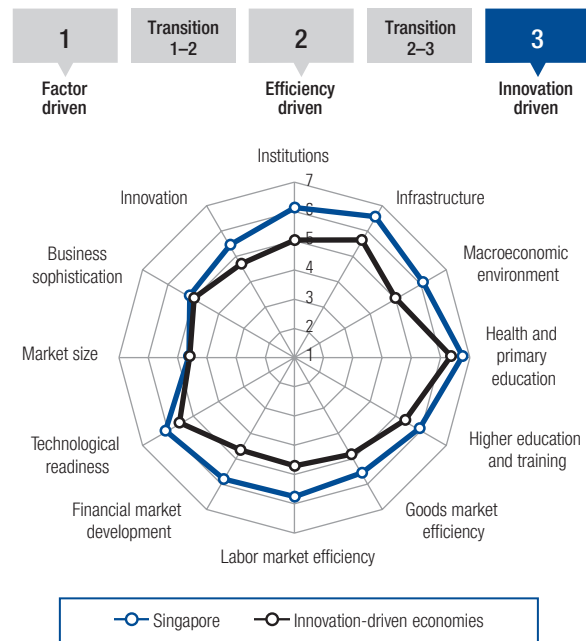 1
Transition
1–2
2
Transition
2–3
3
Factor
driven
Efficiency
driven
Innovation
driven
Institutions
7
6
5
4
3
2
1
Infrastructure
Macroeconomic
environment
Health and
primary
education
Higher education
and training
Goods market
efficiency
Labor market efficiency
Financial market
development
Technological
readiness
Market size
Business
sophistication
Innovation
Singapore
Innovation-driven economies